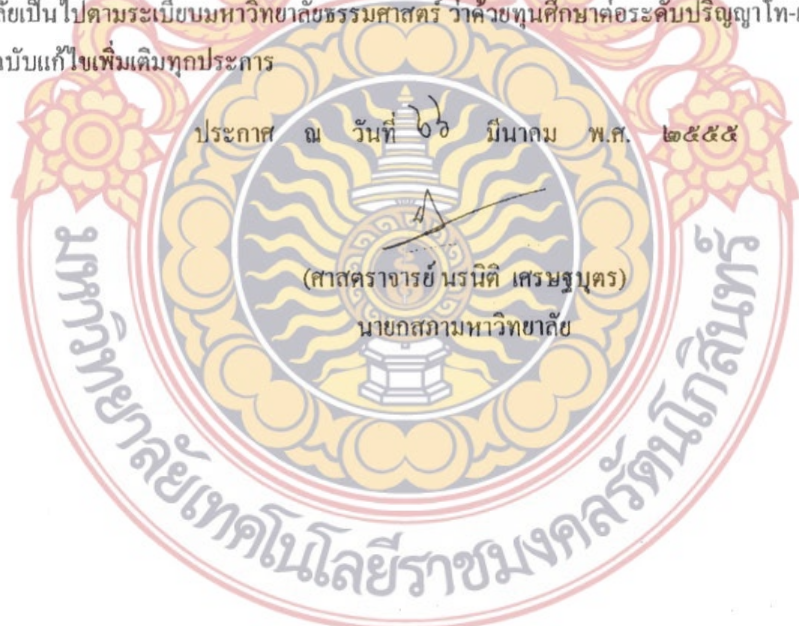 ลัยเป็นไปตามระเบียบมหาวิทยาลัยธรรมศาสตร์ ว่าด้วยทุนศึกษาต่อระดับปริญญาโท-
บับแก้ไขเพิ่มเติมทุกประการ
ประกาศ ณ วันที่ มีนาคม พ.ศ. ๒๕๕๕
(ศาสตราจารย์ นรนิติ เศรษฐบุตร)
นายกสภามหาวิทยาลัย
มหาวิทยาลัยเทคโนโลยีราชมงคลรัตนโกสินทร์